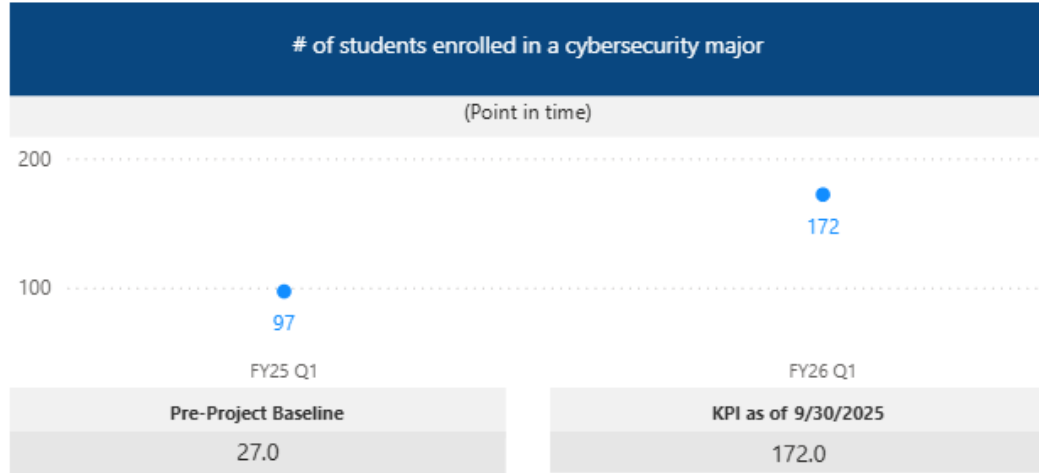 # of students enrolled in a cybersecurity major
(Point in time)
200
172
100
97
FY25 Q1 FY26 Q1
Pre-Project Baseline KPI as of 9/30/2025
27.0 172.0